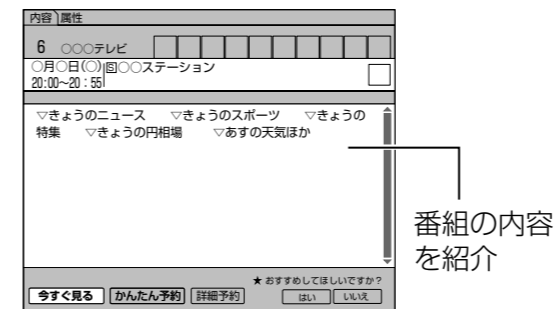 内容 属性
6 ○○○テレビ
○月○日(○) 回○○ステーション
20:00~20:55
▽きょうのニュース ▽きょうのスポーツ ▽きょうの
特集 ▽きょうの円相場 ▽あすの天気ほか
番組の内容
を紹介
★おすすめしてほしいですか?
今すぐ見る かんたん予約 詳細予約 はい いいえ